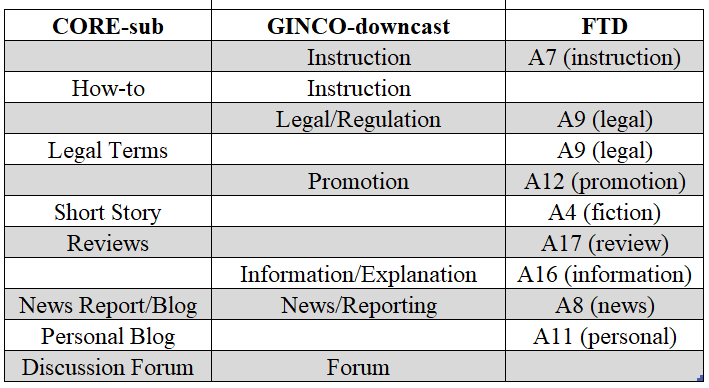 CORE-sub GINCO-downcast FTD
Instruction A7 (instruction)
How-to Instruction
Legal/Regulation A9 (legal)
Legal Terms A9 (legal)
Promotion A12 (promotion)
Short Story A4 (fiction)
Reviews A17 (review)
Information/Explanation A16 (information)
News Report/Blog News/Reporting A8 (news)
Personal Blog A11 (personal)
Discussion Forum Forum